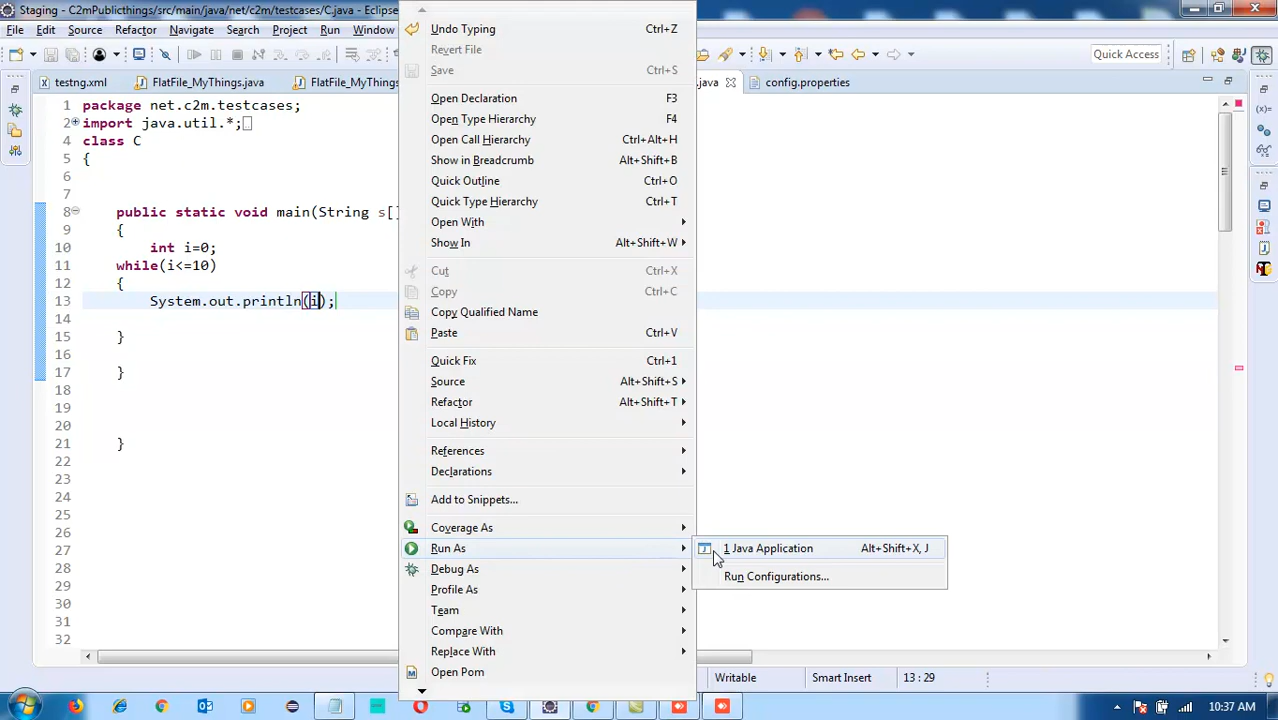 Staging - C2mPublicthings/src/main/java/net/c2m/testcases/C.java - Eclipse
File Edit Source Refactor Navigate Search Project Run Window
Quick Access
testng.xml FlatFile_MyThings.java FlatFile_MyThings .java config.properties
1 package net.c2m.testcases;
2 import java.util.*;
4 class C
5 {
6
7
8 public static void main(String s[]
9 {
10 int i=0;
11 while(i<=10)
12 {
13 System.out.println(i);
14
15 }
16
17 }
18
19
20
21 }
22
23
24
25
26
27
28
29
30
31
32
Undo Typing Ctrl+Z
Revert File
Save Ctrl+S
Open Declaration F3
Open Type Hierarchy F4
Open Call Hierarchy Ctrl+Alt+H
Show in Breadcrumb Alt+Shift+B
Quick Outline Ctrl+O
Quick Type Hierarchy Ctrl+T
Open With
Show In Alt+Shift+W
Cut Ctrl+X
Copy Ctrl+C
Copy Qualified Name
Paste Ctrl+V
Quick Fix Ctrl+1
Source Alt+Shift+S
Refactor Alt+Shift+T
Local History
References
Declarations
Add to Snippets...
Coverage As
Run As
Debug As
Profile As
Team
Compare With
Replace With
Open Pom
1 Java Application Alt+Shift+X, J
Run Configurations...
Writable Smart Insert 13 : 29
10:37 AM